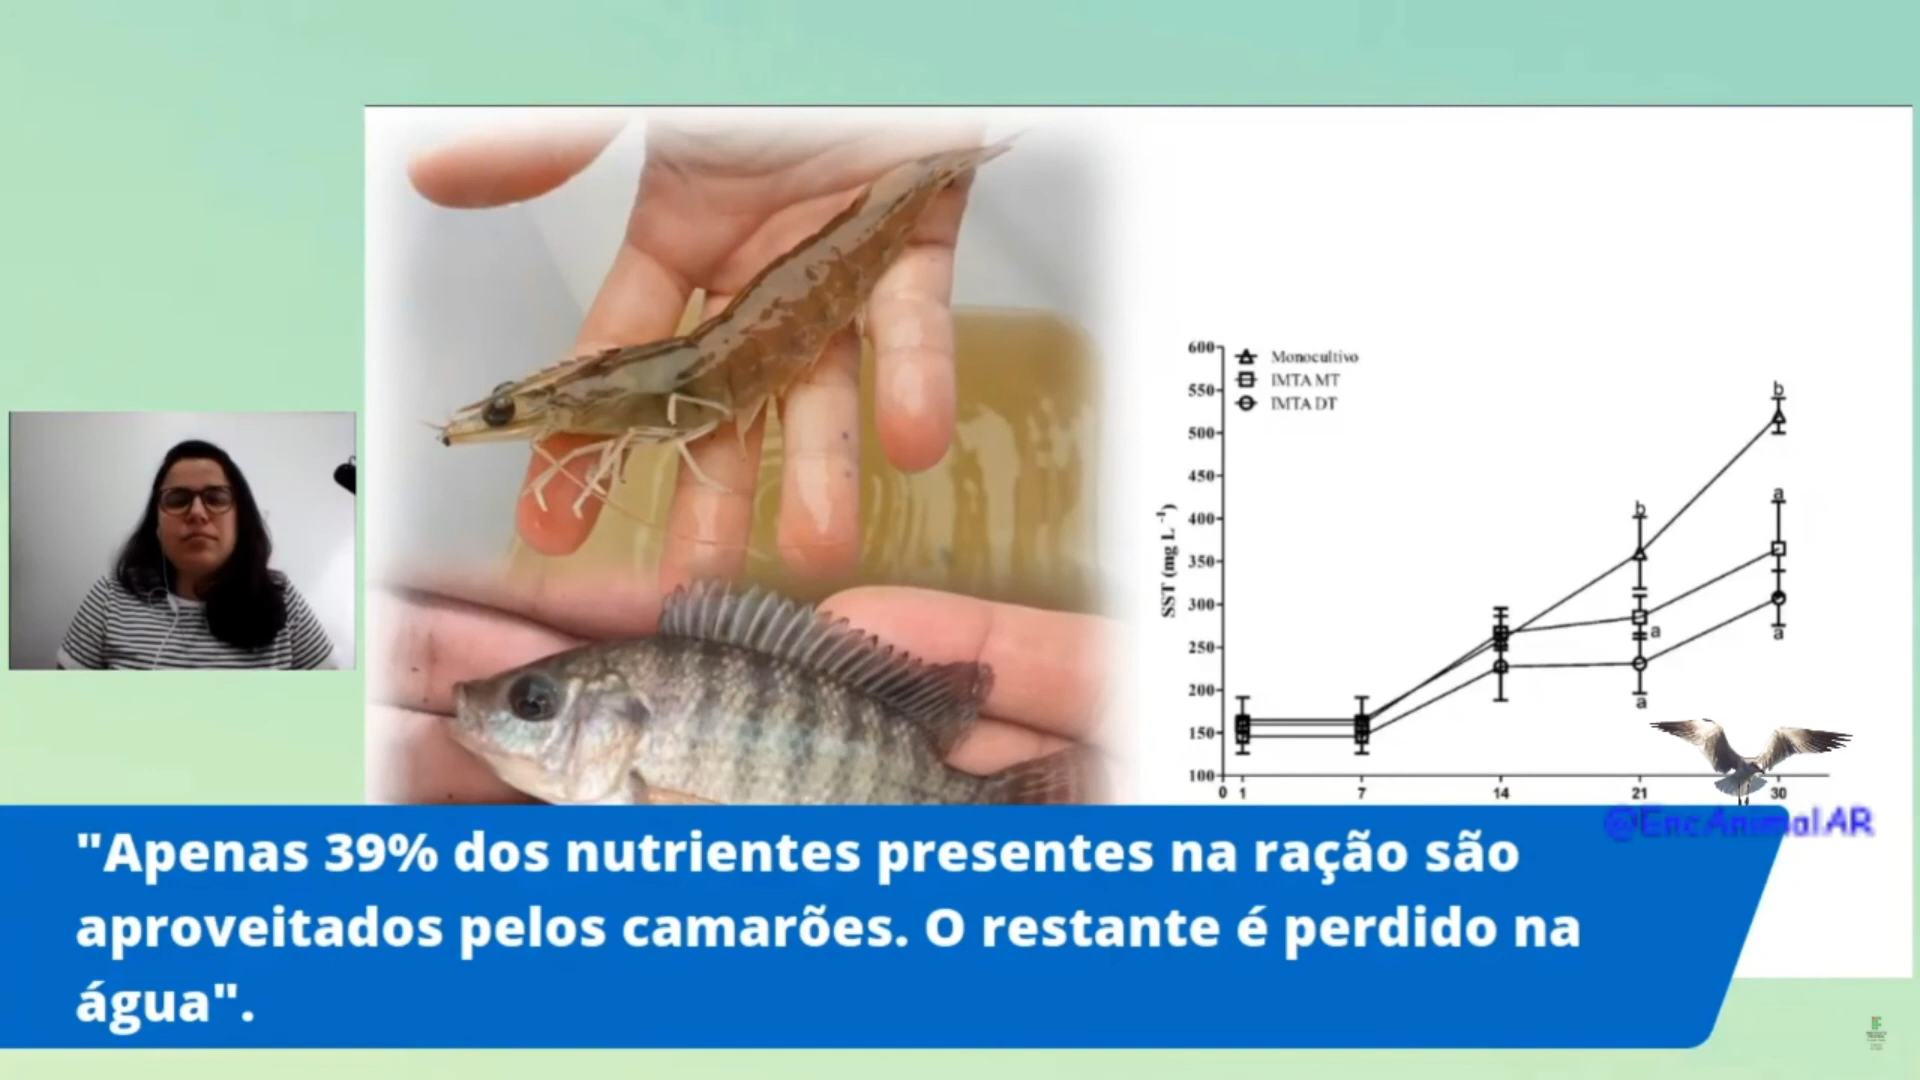 600
Monocultivo
IMTA MT
IMTA DT
550
500
450
400
350
300
250
200
150
100
SST (mg L⁻¹)
b
b
a
a
a
a
0 1 7 14 21 30
@EncAnimalAR
"Apenas 39% dos nutrientes presentes na ração são
aproveitados pelos camarões. O restante é perdido na
água".